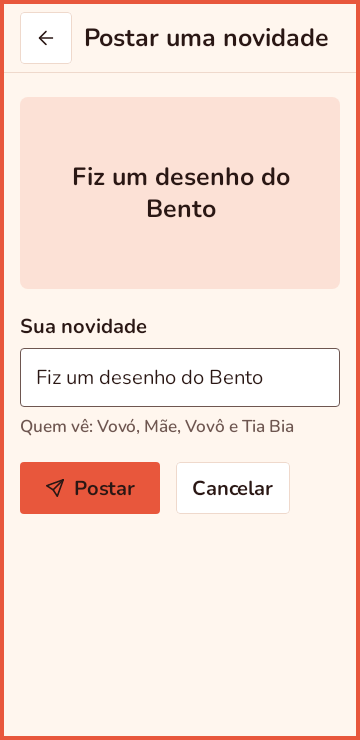 Postar uma novidade
Fiz um desenho do
Bento
Sua novidade
Fiz um desenho do Bento
Quem vê: Vovó, Mãe, Vovô e Tia Bia
Postar
Cancelar